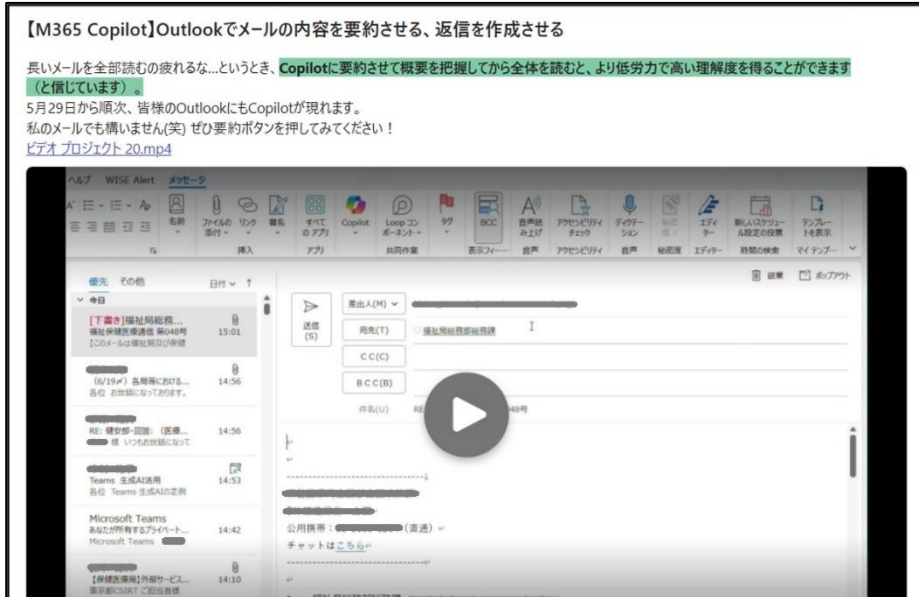 【M365 Copilot】Outlookでメールの内容を要約させる、返信を作成させる
長いメールを全部読むの疲れるな…というとき、Copilotに要約させて概要を把握してから全体を読むと、より低労力で高い理解度を得ることができます
（と信じています）。
5月29日から順次、皆様のOutlookにもCopilotが現れます。
私のメールでも構いません(笑) ぜひ要約ボタンを押してみてください！
ビデオ プロジェクト 20.mp4
ヘルプ WISE Alert メッセージ
名前 ファイルの添付 リンク 署名 すべてのアプリ Copilot Loop コンポーネント タグ BCC 音声読み上げ アクセシビリティ チェック ディクテーション 秘密度 エディター 新しいスケジュール設定の投票 テンプレートを表示
挿入 アプリ 共同作業 表示フィー… 音声 アクセシビリティ 音声 秘密度 エディター 時間の検索 マイ テンプ…
破棄 ポップアウト
優先 その他 日付
今日
[下書き]福祉局総務...
福祉保健医療通信 第048号 15:01
【このメールは福祉局及び保健
（6/19〆）各局等における... 14:56
各位 お世話になっております。
RE: 健安部・回答：（医療... 14:56
様 いつもお世話になって
Teams 生成AI活用 14:53
各位 Teams 生成AIの定例
Microsoft Teams
あなたが所有するプライベート... 14:42
Microsoft Teams
【保健医療局】外部サービス... 14:10
東京都CSIRT ご担当者様
送信(S)
差出人(M)
宛先(T) 福祉局総務部総務課
CC(C)
BCC(B)
件名(U) RE: 048号
公用携帯： （直通）
チャットはこちら